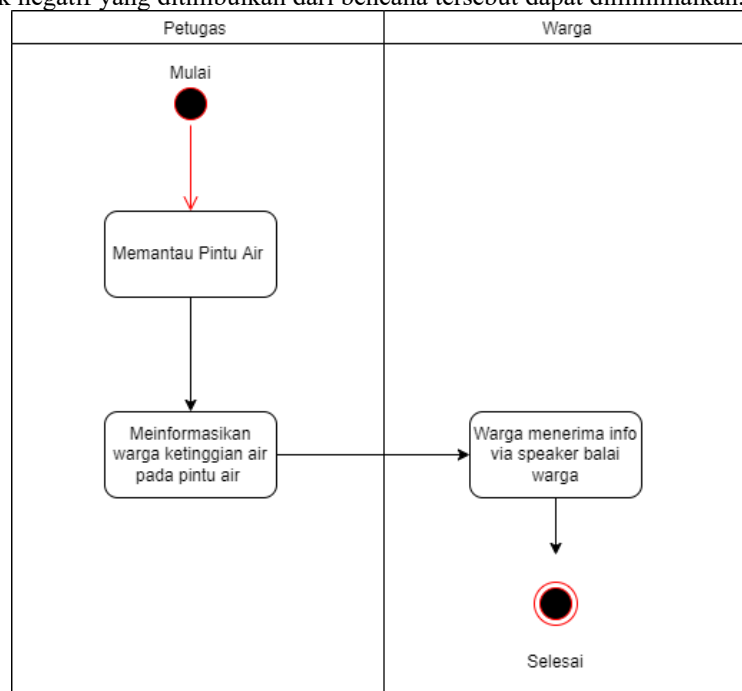 k negatif yang ditimbulkan dari bencana tersebut dapat diminimalkan.
Petugas
Warga
Mulai
Memantau Pintu Air
Meinformasikan
warga ketinggian air
pada pintu air
Warga menerima info
via speaker balai
warga
Selesai